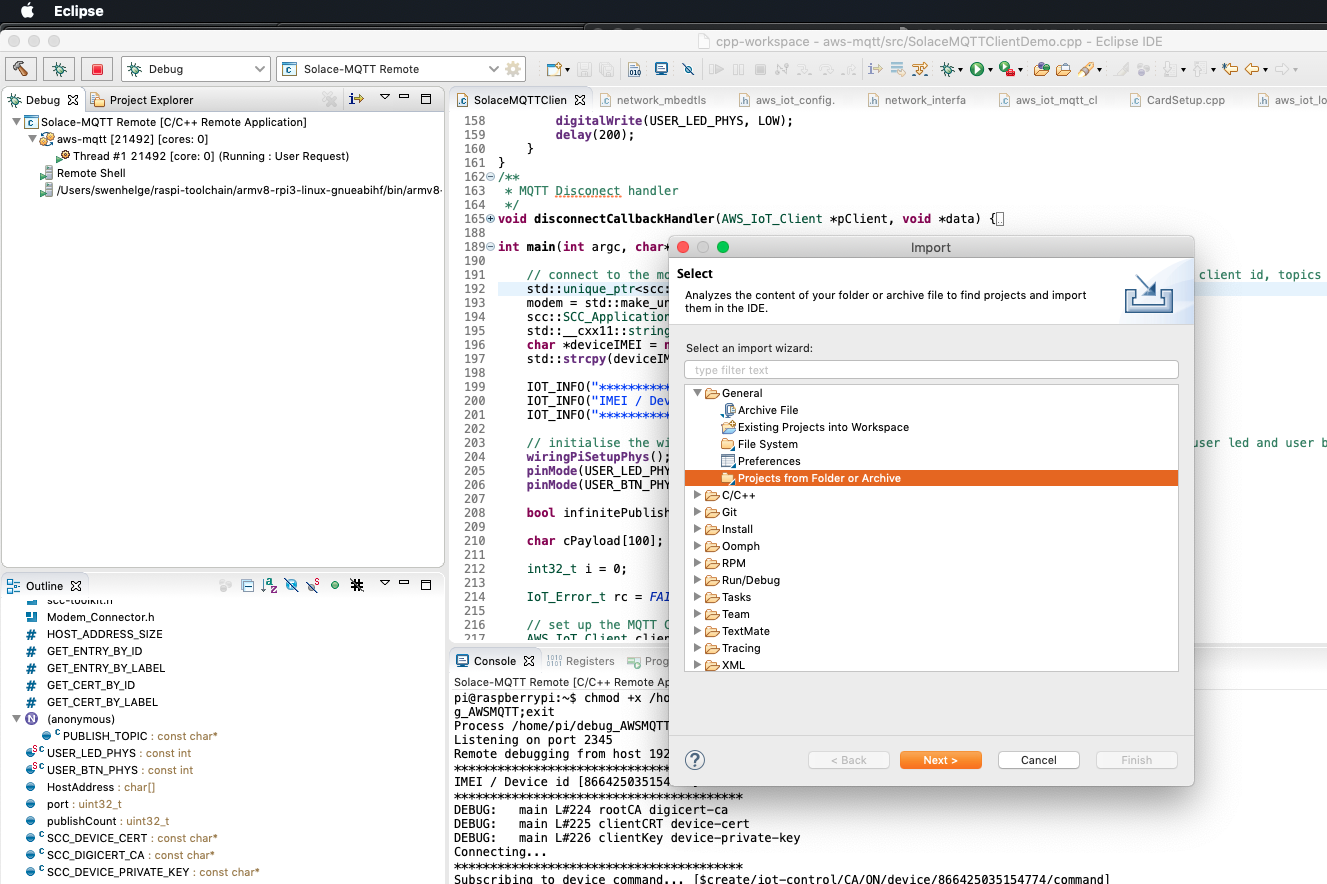 Eclipse
cpp-workspace - aws-mqtt/src/SolaceMQTTClientDemo.cpp - Eclipse IDE
Debug
Solace-MQTT Remote
Debug
Project Explorer
Solace-MQTT Remote [C/C++ Remote Application]
aws-mqtt [21492] [cores: 0]
Thread #1 21492 [core: 0] (Running : User Request)
Remote Shell
/Users/swenhelge/raspi-toolchain/armv8-rpi3-linux-gnueabihf/bin/armv8-
SolaceMQTTClien
network_mbedtls
aws_iot_config.
network_interfa
aws_iot_mqtt_cl
CardSetup.cpp
aws_iot_lo
158 digitalWrite(USER_LED_PHYS, LOW);
159 delay(200);
160 }
161 }
162 /**
163 * MQTT Disconect handler
164 */
165 void disconnectCallbackHandler(AWS_IoT_Client *pClient, void *data) {
188
189 int main(int argc, char*
190
191 // connect to the mo client id, topics
192 std::unique_ptr<scc:
193 modem = std::make_un
194 scc::SCC_Application
195 std::__cxx11::string
196 char *deviceIMEI = n
197 std::strcpy(deviceIM
198
199 IOT_INFO("**********
200 IOT_INFO("IMEI / Dev
201 IOT_INFO("**********
202
203 // initialise the wi user led and user b
204 wiringPiSetupPhys();
205 pinMode(USER_LED_PHY
206 pinMode(USER_BTN_PHY
207
208 bool infinitePublish
209
210 char cPayload[100];
211
212 int32_t i = 0;
213
214 IoT_Error_t rc = FAI
215
216 // set up the MQTT C
217 AWS_IoT_Client clien
Import
Select
Analyzes the content of your folder or archive file to find projects and import
them in the IDE.
Select an import wizard:
type filter text
General
Archive File
Existing Projects into Workspace
File System
Preferences
Projects from Folder or Archive
C/C++
Git
Install
Oomph
RPM
Run/Debug
Tasks
Team
TextMate
Tracing
XML
< Back
Next >
Cancel
Finish
Outline
scc-toolkit.h
Modem_Connector.h
HOST_ADDRESS_SIZE
GET_ENTRY_BY_ID
GET_ENTRY_BY_LABEL
GET_CERT_BY_ID
GET_CERT_BY_LABEL
(anonymous)
PUBLISH_TOPIC : const char*
USER_LED_PHYS : const int
USER_BTN_PHYS : const int
HostAddress : char[]
port : uint32_t
publishCount : uint32_t
SCC_DEVICE_CERT : const char*
SCC_DIGICERT_CA : const char*
SCC_DEVICE_PRIVATE_KEY : const char*
Console
Registers
Prog
Solace-MQTT Remote [C/C++ Remote Ap
pi@raspberrypi:~$ chmod +x /ho
g_AWSMQTT;exit
Process /home/pi/debug_AWSMQTT
Listening on port 2345
Remote debugging from host 192
****************************************
IMEI / Device id [8664250351547
****************************************
DEBUG: main L#224 rootCA digicert-ca
DEBUG: main L#225 clientCRT device-cert
DEBUG: main L#226 clientKey device-private-key
Connecting...
****************************************
Subscribing to device command... [$create/iot-control/CA/ON/device/866425035154774/command]